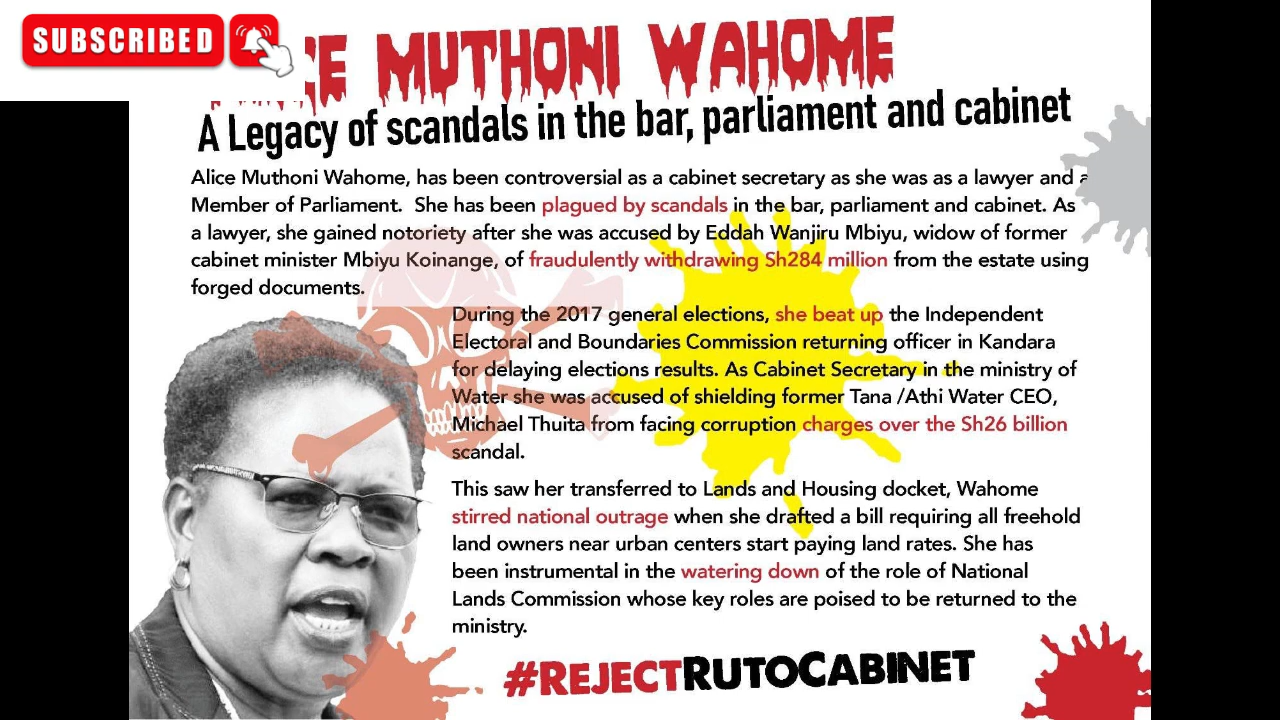 SUBSCRIBED
MUTHONI WAHOME
A Legacy of scandals in the bar, parliament and cabinet
Alice Muthoni Wahome, has been controversial as a cabinet secretary as she was as a lawyer and a
Member of Parliament. She has been plagued by scandals in the bar, parliament and cabinet. As
a lawyer, she gained notoriety after she was accused by Eddah Wanjiru Mbiyu, widow of former
cabinet minister Mbiyu Koinange, of fraudulently withdrawing Sh284 million from the estate using
forged documents.
During the 2017 general elections, she beat up the Independent
Electoral and Boundaries Commission returning officer in Kandara
for delaying elections results. As Cabinet Secretary in the ministry of
Water she was accused of shielding former Tana /Athi Water CEO,
Michael Thuita from facing corruption charges over the Sh26 billion
scandal.
This saw her transferred to Lands and Housing docket, Wahome
stirred national outrage when she drafted a bill requiring all freehold
land owners near urban centers start paying land rates. She has
been instrumental in the watering down of the role of National
Lands Commission whose key roles are poised to be returned to the
ministry.
#REJECTRUTOCABINET